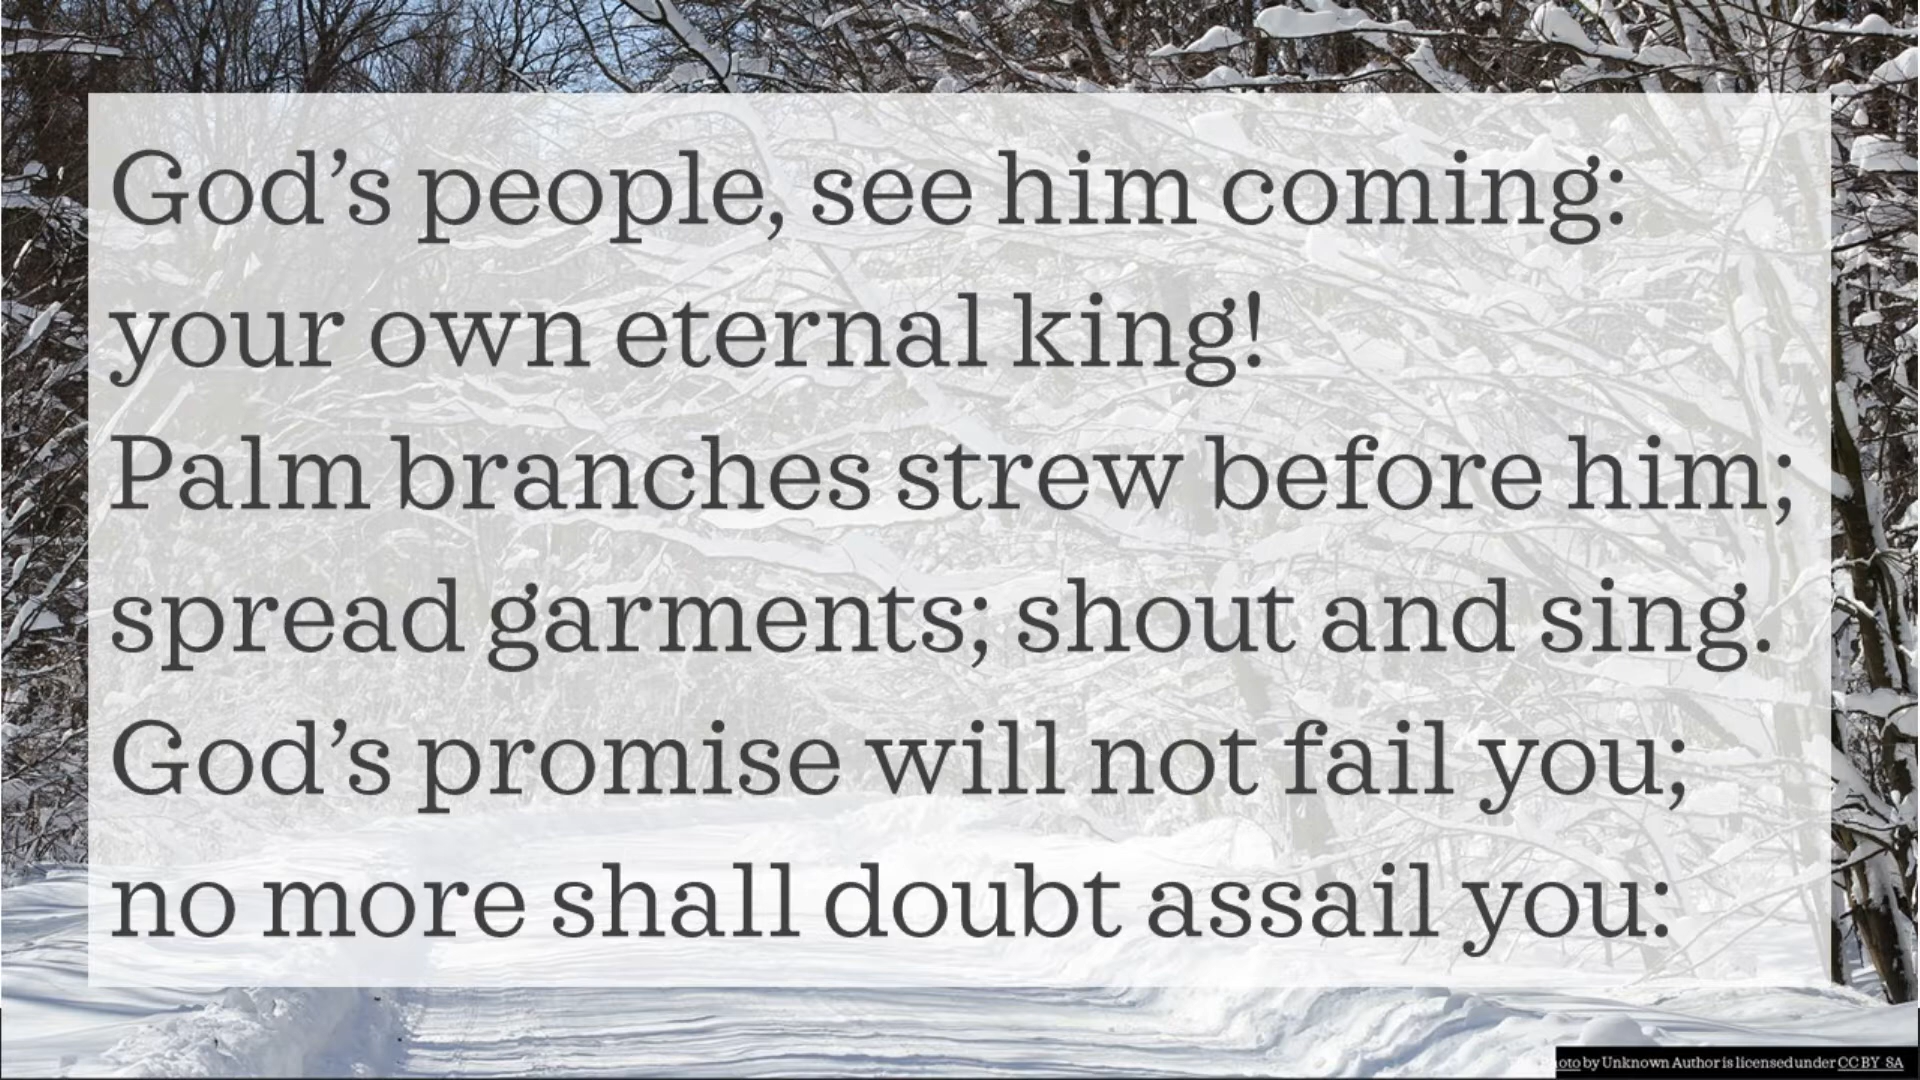 God’s people, see him coming:
your own eternal king!
Palm branches strew before him;
spread garments; shout and sing.
God’s promise will not fail you;
no more shall doubt assail you:
oto by Unknown Author is licensed under CC BY SA